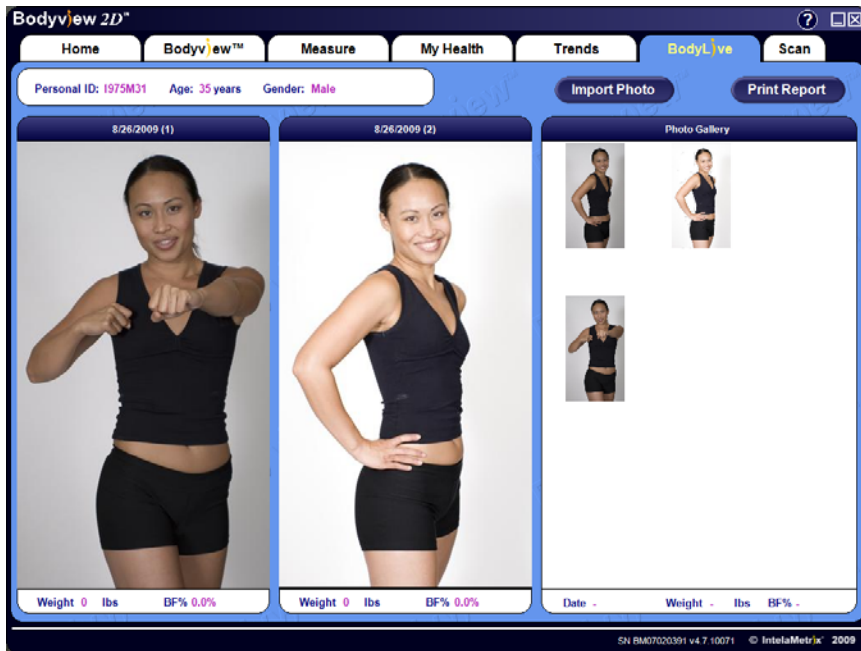 Bodyview 2D™
?
Home Bodyview™ Measure My Health Trends BodyLive Scan
Personal ID: I975M31 Age: 35 years Gender: Male
Import Photo Print Report
8/26/2009 (1) 8/26/2009 (2) Photo Gallery
Weight 0 lbs BF% 0.0% Weight 0 lbs BF% 0.0% Date - Weight - lbs BF% -
SN BM07020391 v4.7.10071 © IntelaMetrix® 2009